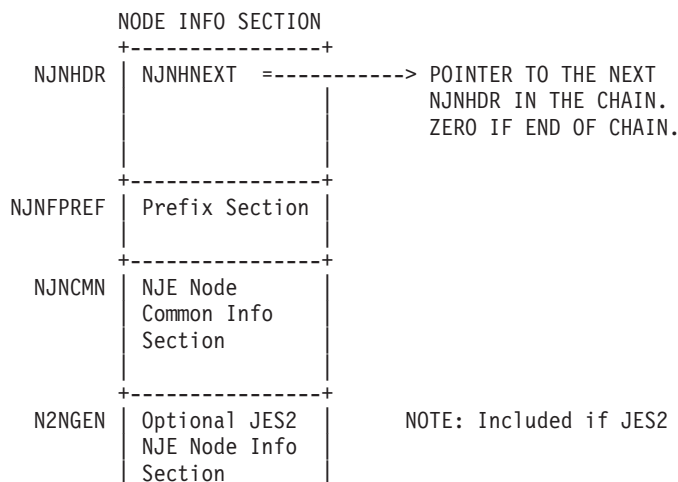 NODE INFO SECTION
+----------------+
NJNHDR | NJNHNEXT =-----------> POINTER TO THE NEXT
| | NJNHDR IN THE CHAIN.
| | ZERO IF END OF CHAIN.
| |
+----------------+
NJNFPREF | Prefix Section |
| |
+----------------+
NJNCMN | NJE Node |
| Common Info |
| Section |
| |
+----------------+
N2NGEN | Optional JES2 | NOTE: Included if JES2
| NJE Node Info |
| Section |